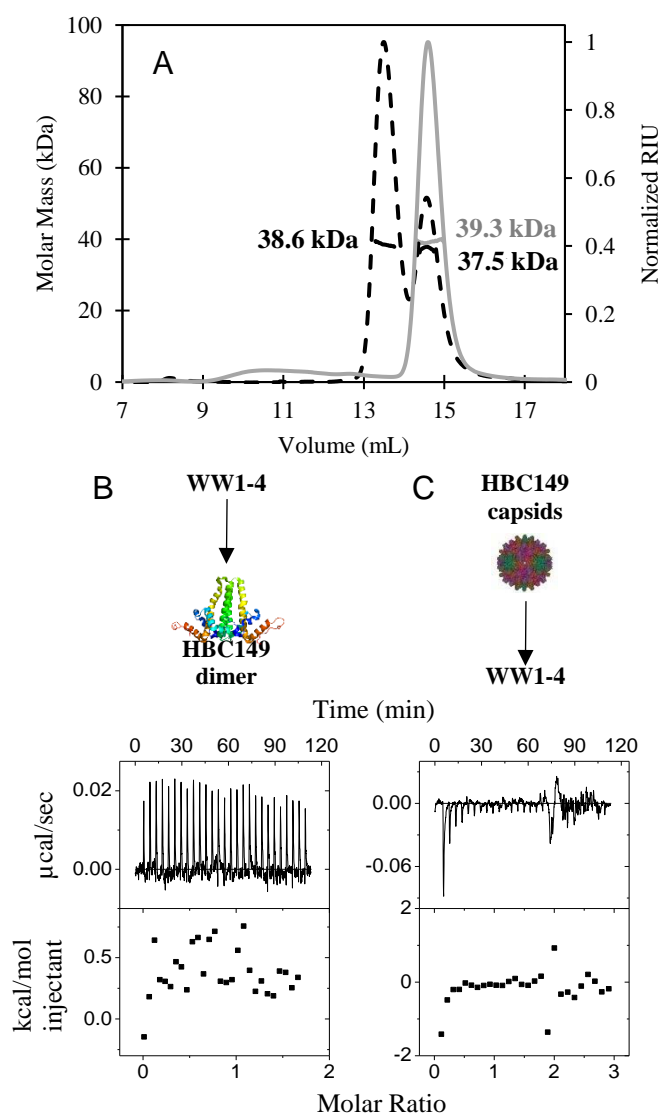 A
Molar Mass (kDa)
100
80
60
40
20
0
1
0.8
0.6
0.4
0.2
0
Normalized RIU
38.6 kDa
39.3 kDa
37.5 kDa
7 9 11 13 15 17
Volume (mL)
B
WW1-4
HBC149
dimer
C
HBC149
capsids
WW1-4
Time (min)
0 30 60 90 120
0 30 60 90 120
µcal/sec
0.02
0.00
0.00
-0.06
kcal/mol
injectant
0.5
0.0
2
0
-2
0 1 2
0 1 2 3
Molar Ratio